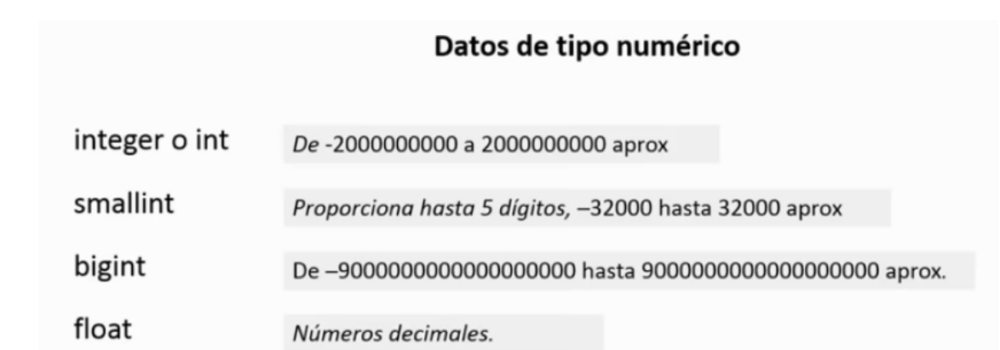 Datos de tipo numérico
integer o int De -2000000000 a 2000000000 aprox
smallint Proporciona hasta 5 dígitos, –32000 hasta 32000 aprox
bigint De –9000000000000000000 hasta 9000000000000000000 aprox.
float Números decimales.